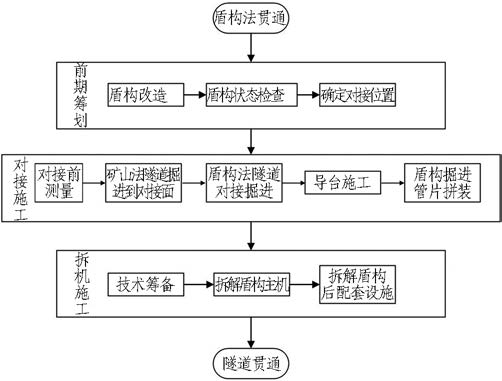 盾构法贯通
前期筹划
盾构改造
盾构状态检查
确定对接位置
对接施工
对接前
测量
矿山法隧道掘
进到对接面
盾构法隧道
对接掘进
导台施工
盾构掘进
管片拼装
拆机施工
技术筹备
拆解盾构主机
拆解盾构
后配套设施
隧道贯通